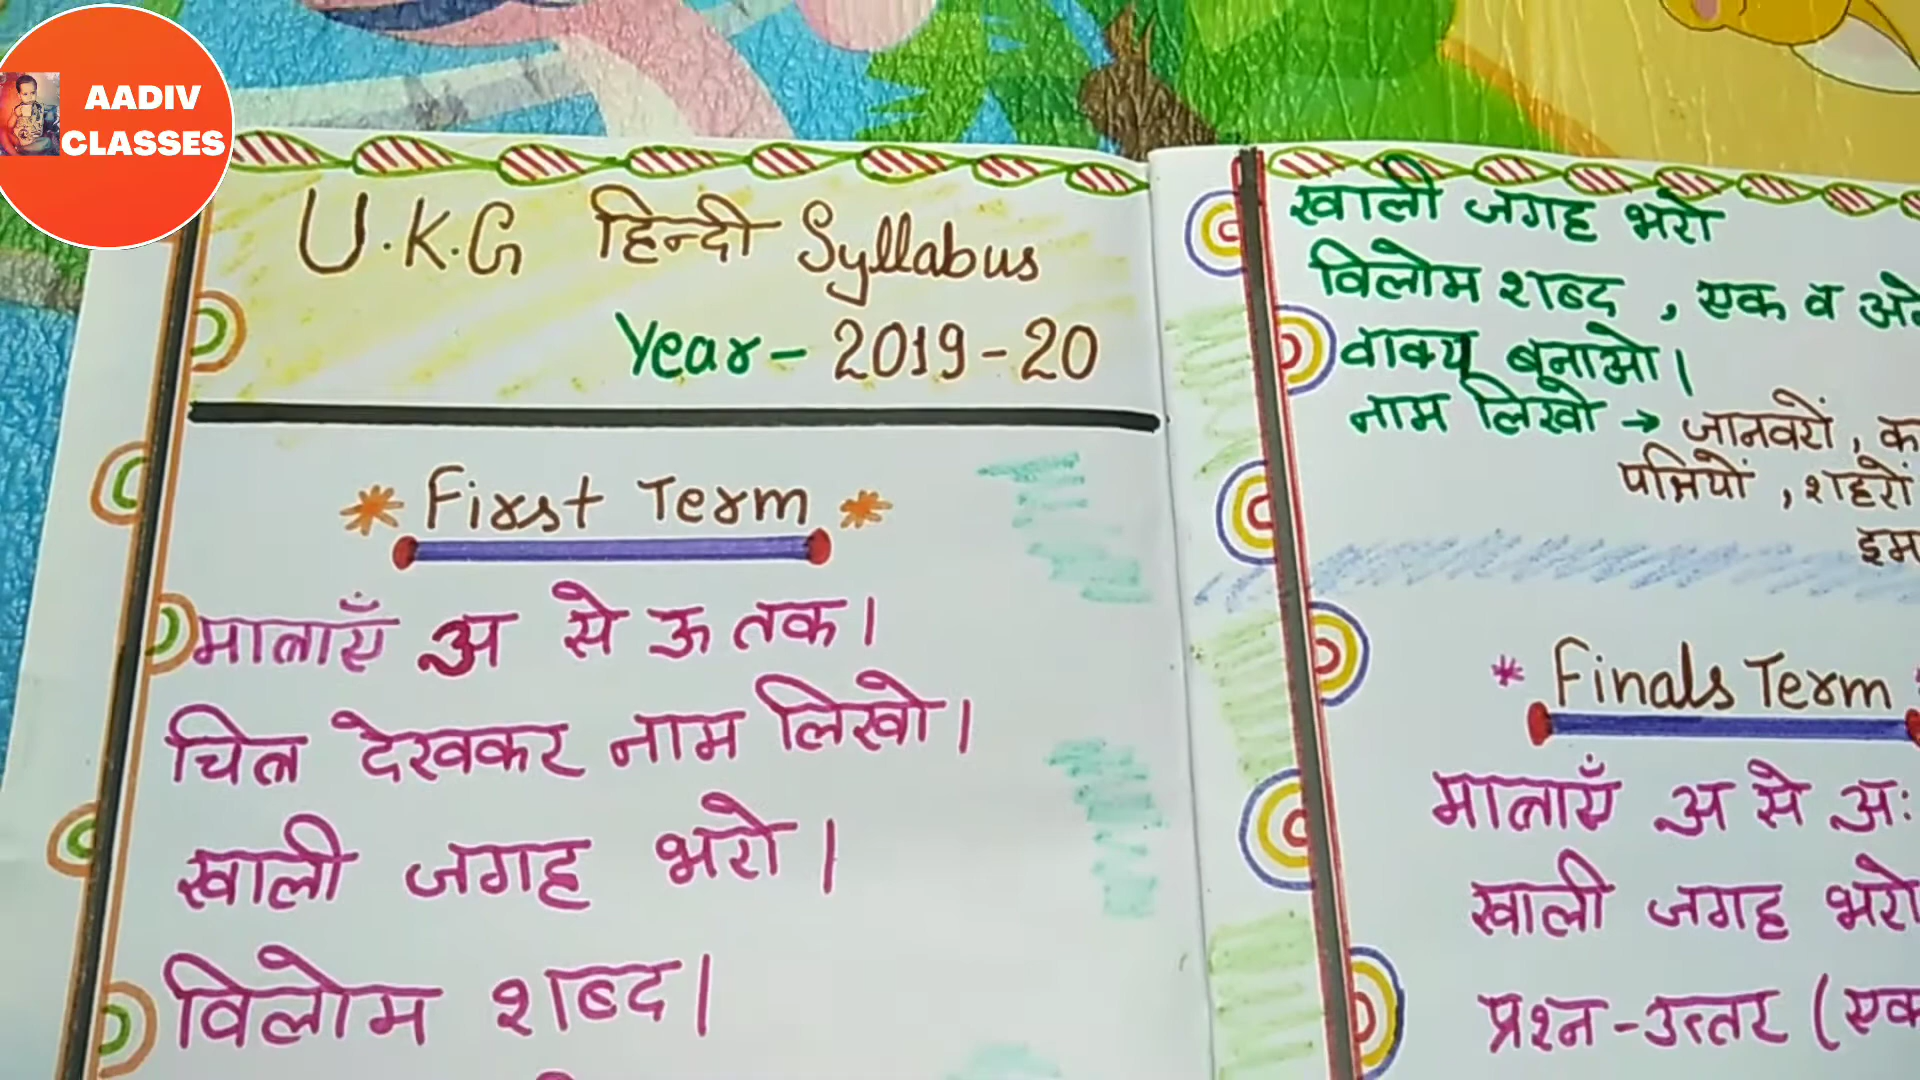 AADIV
CLASSES
U.K.G हिन्दी Syllabus
Year - 2019-20
* First Term *
मात्राएँ अ से ऊ तक।
चित्र देखकर नाम लिखो।
खाली जगह भरो।
विलोम शब्द।
खाली जगह भरो
विलोम शब्द , एक व
वाक्य बनाओ।
नाम लिखो → जानवरों ,
पक्षियों , शहरों
* Finals Term
मात्राएँ अ से अः
खाली जगह भरो
प्रश्न-उत्तर (एक